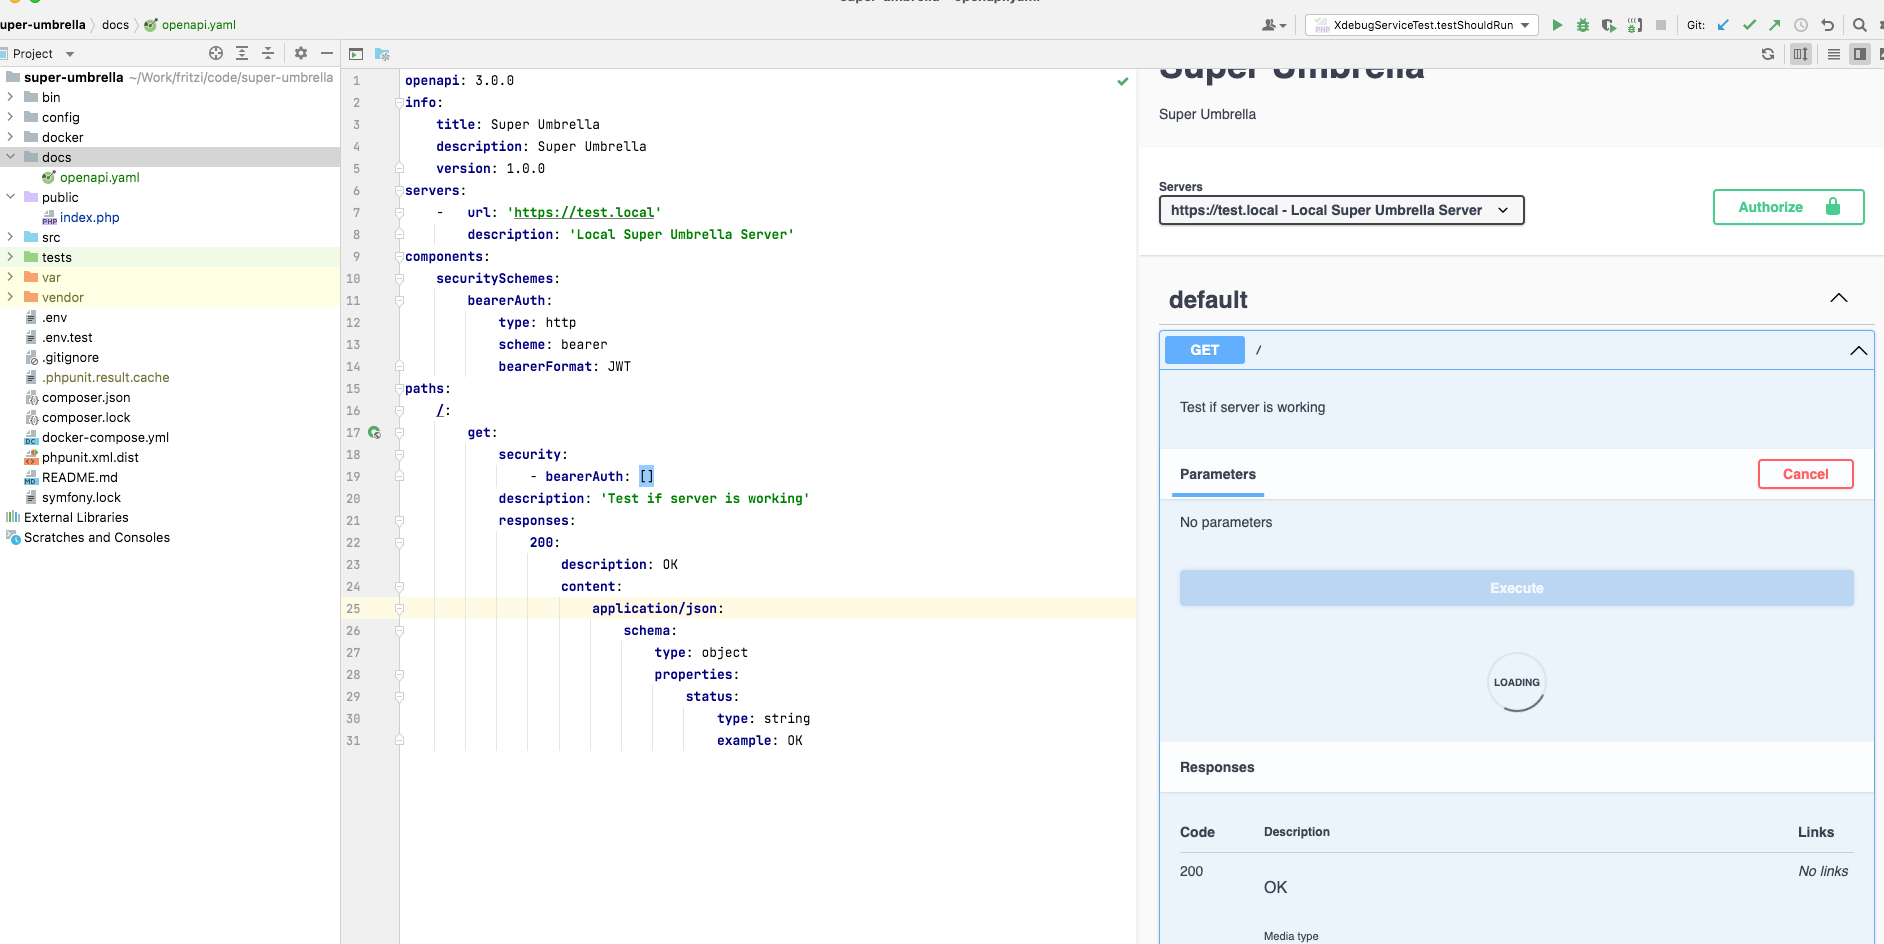 uper-umbrella
docs
openapi.yaml
XdebugServiceTest.testShouldRun
Git:
Project
super-umbrella ~/Work/fritzi/code/super-umbrella
bin
config
docker
docs
openapi.yaml
public
index.php
src
tests
var
vendor
.env
.env.test
.gitignore
.phpunit.result.cache
composer.json
composer.lock
docker-compose.yml
phpunit.xml.dist
README.md
symfony.lock
External Libraries
Scratches and Consoles
1 openapi: 3.0.0
2 info:
3 title: Super Umbrella
4 description: Super Umbrella
5 version: 1.0.0
6 servers:
7 - url: 'https://test.local'
8 description: 'Local Super Umbrella Server'
9 components:
10 securitySchemes:
11 bearerAuth:
12 type: http
13 scheme: bearer
14 bearerFormat: JWT
15 paths:
16 /:
17 get:
18 security:
19 - bearerAuth: []
20 description: 'Test if server is working'
21 responses:
22 200:
23 description: OK
24 content:
25 application/json:
26 schema:
27 type: object
28 properties:
29 status:
30 type: string
31 example: OK
Super Umbrella
Super Umbrella
Servers
https://test.local - Local Super Umbrella Server
Authorize
default
GET /
Test if server is working
Parameters
Cancel
No parameters
Execute
LOADING
Responses
Code Description Links
200 No links
OK
Media type